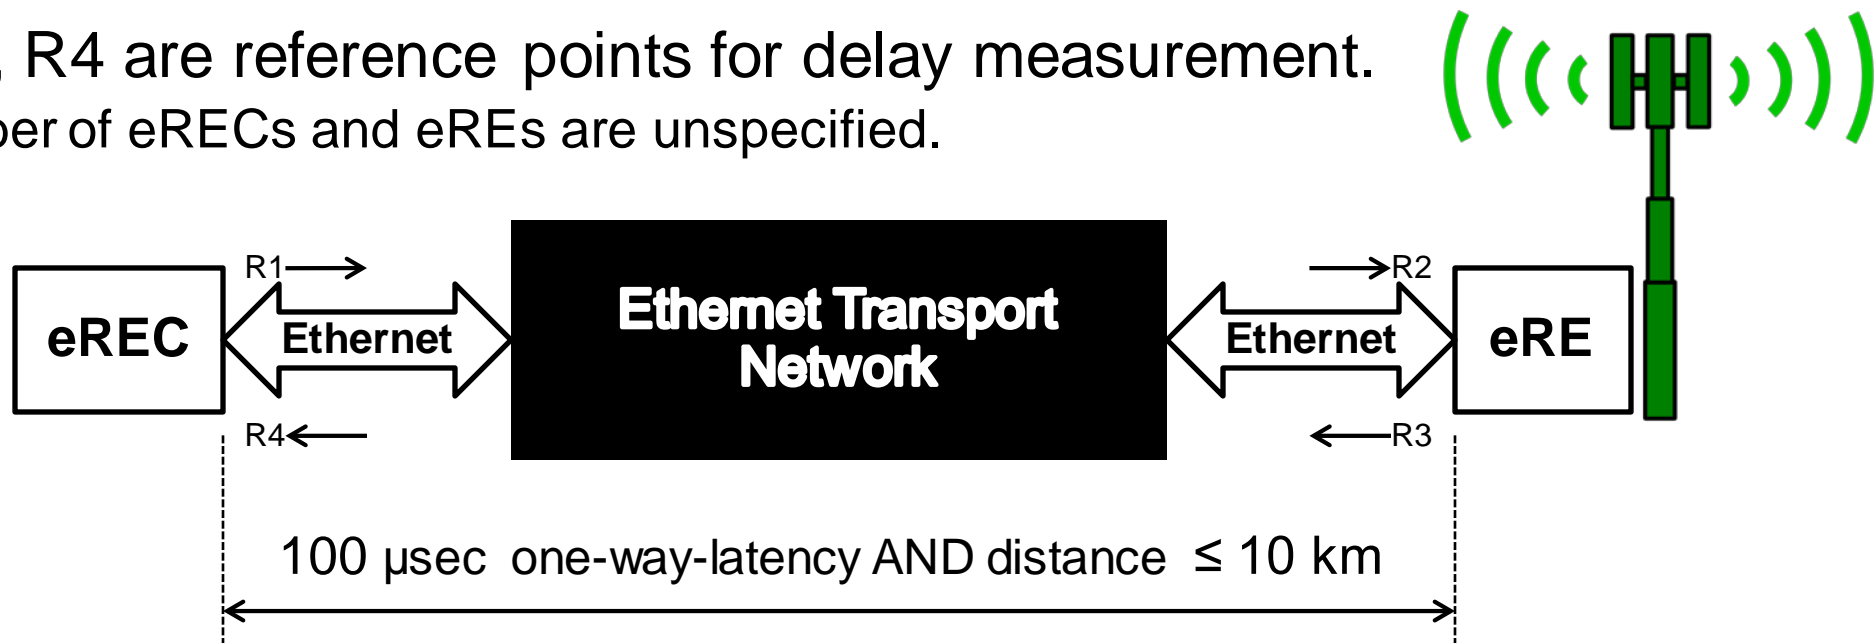 , R4 are reference points for delay measurement.
ber of eRECs and eREs are unspecified.
R1
R2
eREC
Ethernet
Ethernet Transport
Network
Ethernet
eRE
R4
R3
100 µsec one-way-latency AND distance ≤ 10 km